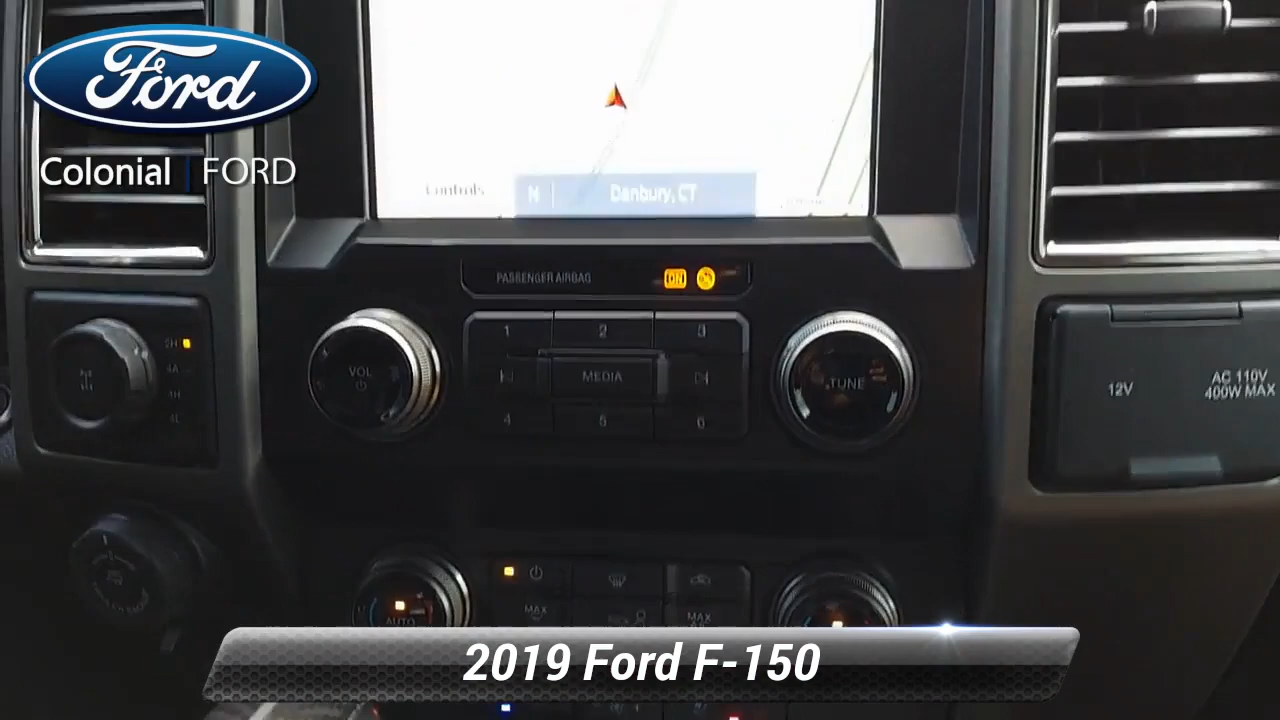 Ford
Colonial | FORD
Controls
N | Danbury, CT
PASSENGER AIRBAG ON
2H
4A
4H
4L
VOL
1 2 3
MEDIA
4 5 6
TUNE
12V
AC 110V
400W MAX
AUTO
MAX
MAX
2019 Ford F-150